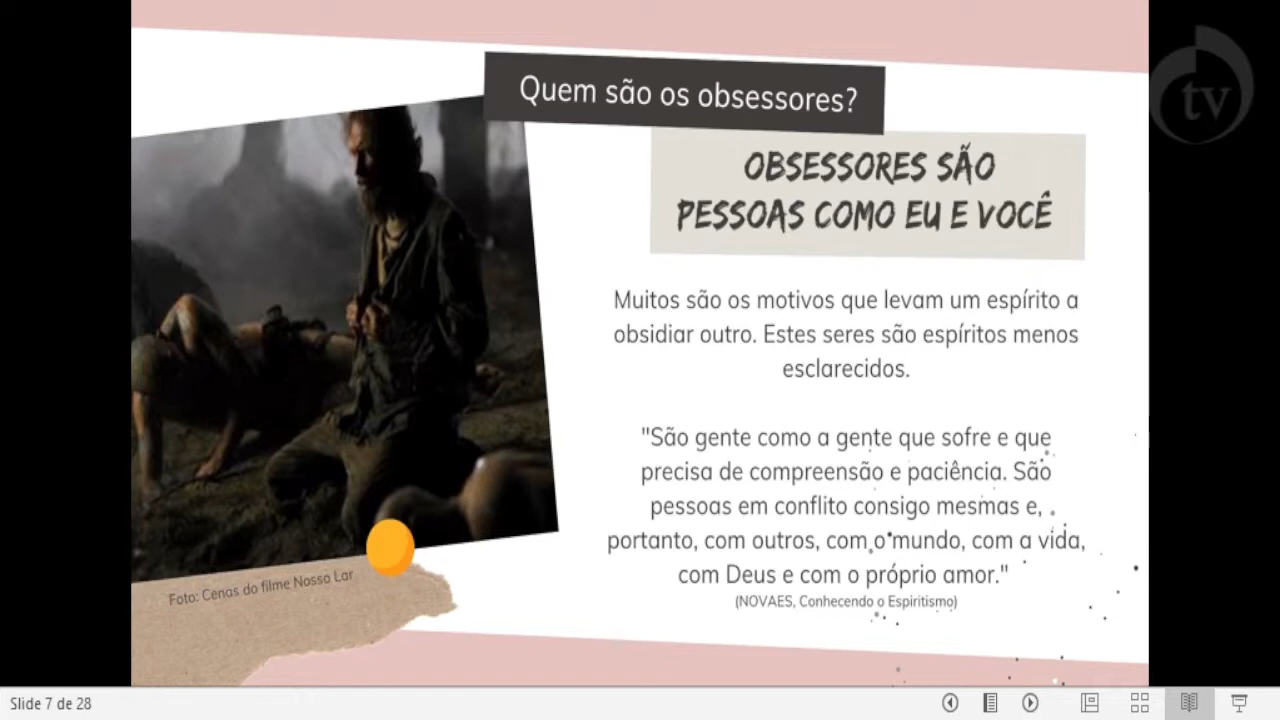 tv
Quem são os obsessores?
OBSESSORES SÃO
PESSOAS COMO EU E VOCÊ
Muitos são os motivos que levam um espírito a
obsidiar outro. Estes seres são espíritos menos
esclarecidos.
"São gente como a gente que sofre e que
precisa de compreensão e paciência. São
pessoas em conflito consigo mesmas e,
portanto, com outros, com o mundo, com a vida,
com Deus e com o próprio amor."
(NOVAES, Conhecendo o Espiritismo)
Foto: Cenas do filme Nosso Lar
Slide 7 de 28